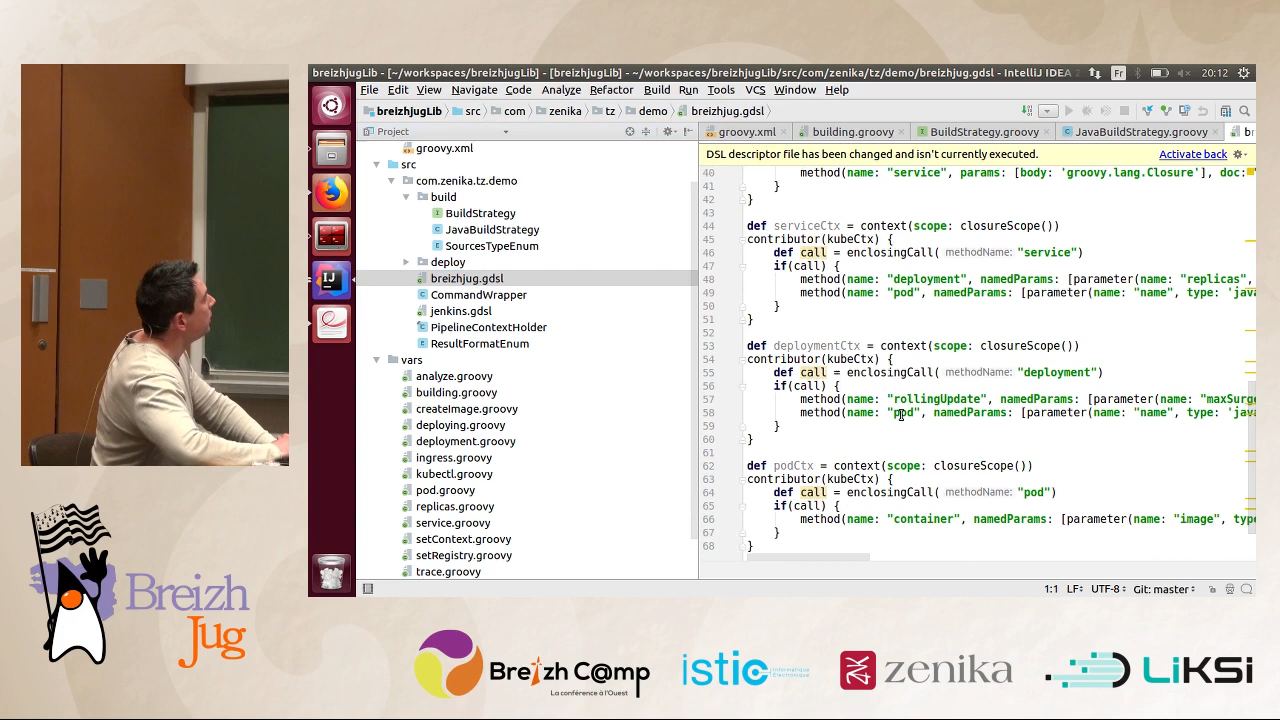 breizhjugLib - [~/workspaces/breizhjugLib] - [breizhjugLib] - ~/workspaces/breizhjugLib/src/com/zenika/tz/demo/breizhjug.gdsl - IntelliJ IDEA
Fr
20:12
File Edit View Navigate Code Analyze Refactor Build Run Tools VCS Window Help
breizhjugLib src com zenika tz demo breizhjug.gdsl
Project
groovy.xml building.groovy BuildStrategy.groovy JavaBuildStrategy.groovy br
DSL descriptor file has been changed and isn't currently executed. Activate back
groovy.xml
src
com.zenika.tz.demo
build
BuildStrategy
JavaBuildStrategy
SourcesTypeEnum
deploy
breizhjug.gdsl
CommandWrapper
jenkins.gdsl
PipelineContextHolder
ResultFormatEnum
vars
analyze.groovy
building.groovy
createImage.groovy
deploying.groovy
deployment.groovy
ingress.groovy
kubectl.groovy
pod.groovy
replicas.groovy
service.groovy
setContext.groovy
setRegistry.groovy
trace.groovy
40 method(name: "service", params: [body: 'groovy.lang.Closure'], doc:
41 }
42 }
43
44 def serviceCtx = context(scope: closureScope())
45 contributor(kubeCtx) {
46 def call = enclosingCall( methodName: "service")
47 if(call) {
48 method(name: "deployment", namedParams: [parameter(name: "replicas",
49 method(name: "pod", namedParams: [parameter(name: "name", type: 'java
50 }
51 }
52
53 def deploymentCtx = context(scope: closureScope())
54 contributor(kubeCtx) {
55 def call = enclosingCall( methodName: "deployment")
56 if(call) {
57 method(name: "rollingUpdate", namedParams: [parameter(name: "maxSurge
58 method(name: "pod", namedParams: [parameter(name: "name", type: 'java
59 }
60 }
61
62 def podCtx = context(scope: closureScope())
63 contributor(kubeCtx) {
64 def call = enclosingCall( methodName: "pod")
65 if(call) {
66 method(name: "container", namedParams: [parameter(name: "image", type
67 }
68 }
1:1 LF÷ UTF-8 Git: master
Breizh
Jug
Breizh C@mp
La conférence à l'Ouest
istic Informatique
Électronique
ZK zenika
LiKSi